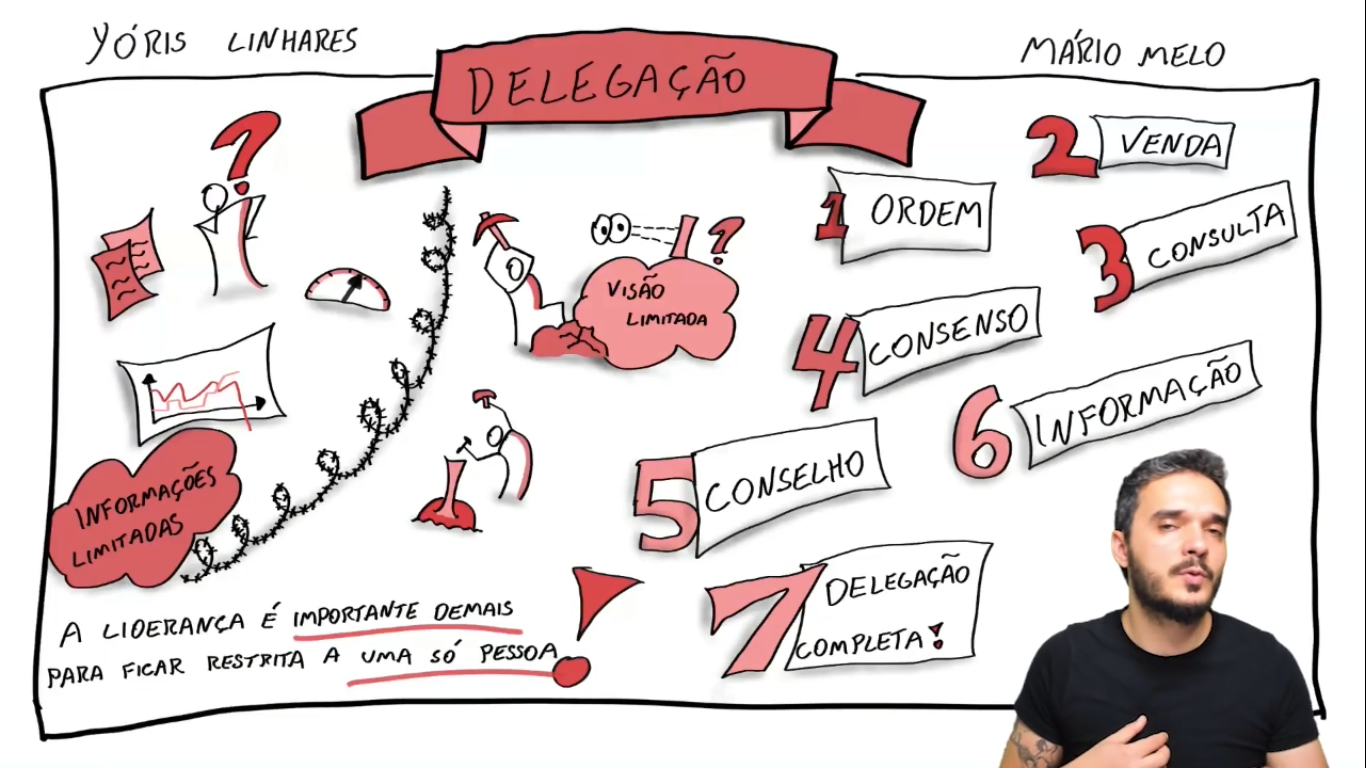 YÓRIS LINHARES
MÁRIO MELO
DELEGAÇÃO
INFORMAÇÕES
LIMITADAS
VISÃO
LIMITADA
1 ORDEM
2 VENDA
3 CONSULTA
4 CONSENSO
5 CONSELHO
6 INFORMAÇÃO
7 DELEGAÇÃO
COMPLETA!
A LIDERANÇA É IMPORTANTE DEMAIS
PARA FICAR RESTRITA A UMA SÓ PESSOA!